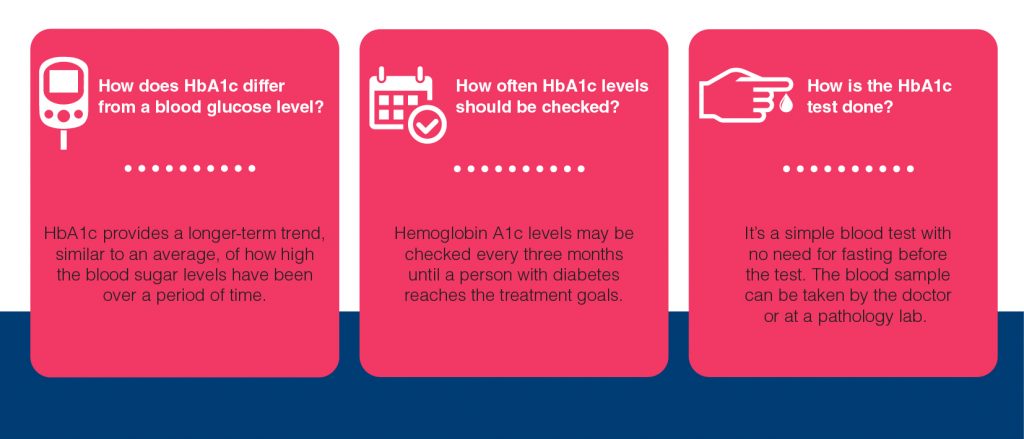 How does HbA1c differ
from a blood glucose level?
HbA1c provides a longer-term trend,
similar to an average, of how high
the blood sugar levels have been
over a period of time.
How often HbA1c levels
should be checked?
Hemoglobin A1c levels may be
checked every three months
until a person with diabetes
reaches the treatment goals.
How is the HbA1c
test done?
It's a simple blood test with
no need for fasting before
the test. The blood sample
can be taken by the doctor
or at a pathology lab.